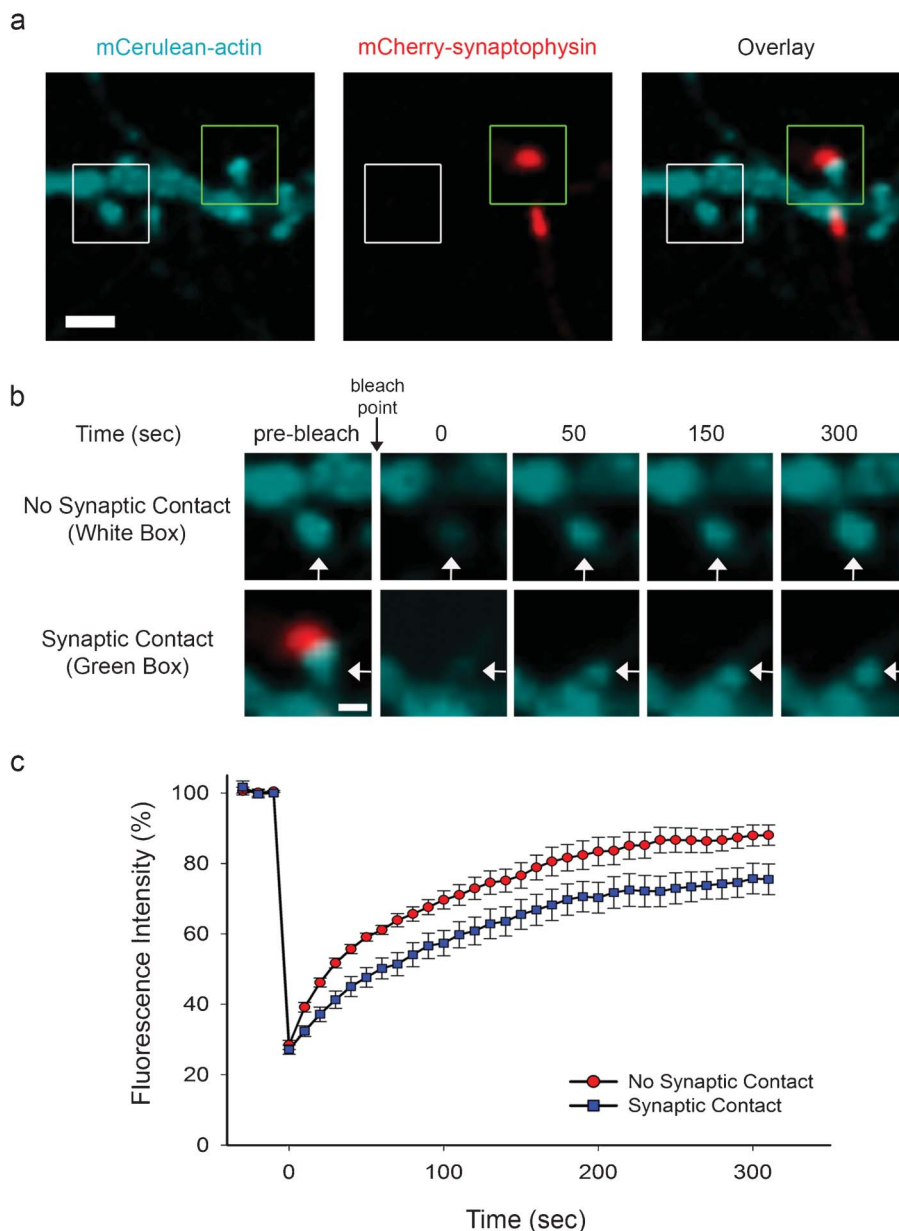 a
mCerulean-actin mCherry-synaptophysin Overlay
b
bleach
point
Time (sec) pre-bleach 0 50 150 300
No Synaptic Contact
(White Box)
Synaptic Contact
(Green Box)
c
Fluorescence Intensity (%)
100
80
60
40
20
0
No Synaptic Contact
Synaptic Contact
0 100 200 300
Time (sec)